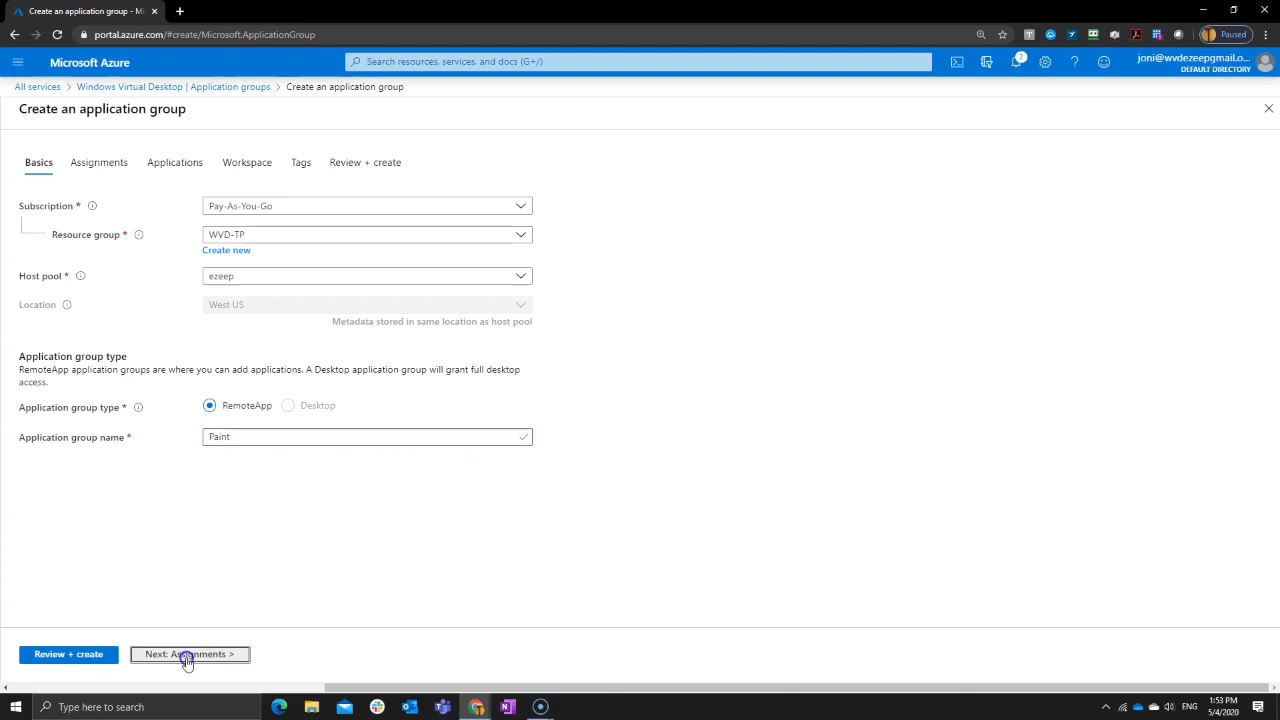 Create an application group - Mi
portal.azure.com/#create/Microsoft.ApplicationGroup
Paused
Microsoft Azure
Search resources, services, and docs (G+/)
2
joni@wvdezeepgmail.o...
DEFAULT DIRECTORY
All services > Windows Virtual Desktop | Application groups > Create an application group
Create an application group
Basics Assignments Applications Workspace Tags Review + create
Subscription * Pay-As-You-Go
Resource group * WVD-TP
Create new
Host pool * ezeep
Location West US
Metadata stored in same location as host pool
Application group type
RemoteApp application groups are where you can add applications. A Desktop application group will grant full desktop
access.
Application group type * RemoteApp Desktop
Application group name * Paint
Review + create Next: Assignments >
Type here to search
ENG
1:53 PM
5/4/2020